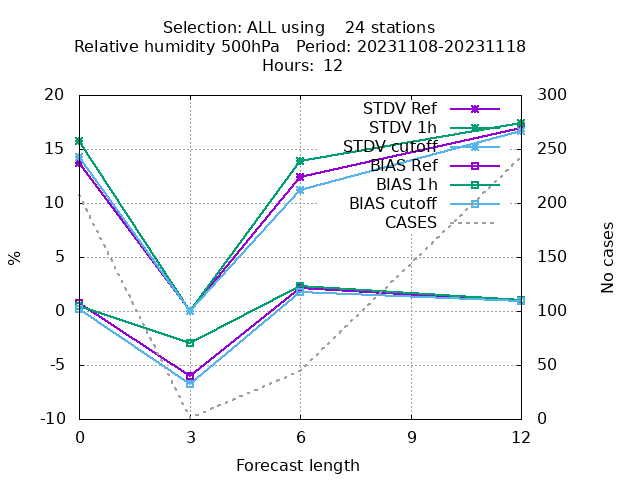 Selection: ALL using    24 stations
Relative humidity 500hPa   Period: 20231108-20231118
Hours:  12
20
300
STDV Ref
STDV 1h
15
250
STDV cutoff
BIAS Ref
BIAS 1h
10
200
BIAS cutoff
CASES
5
150
%
No cases
0
100
-5
50
-10
0
0
3
6
9
12
Forecast length